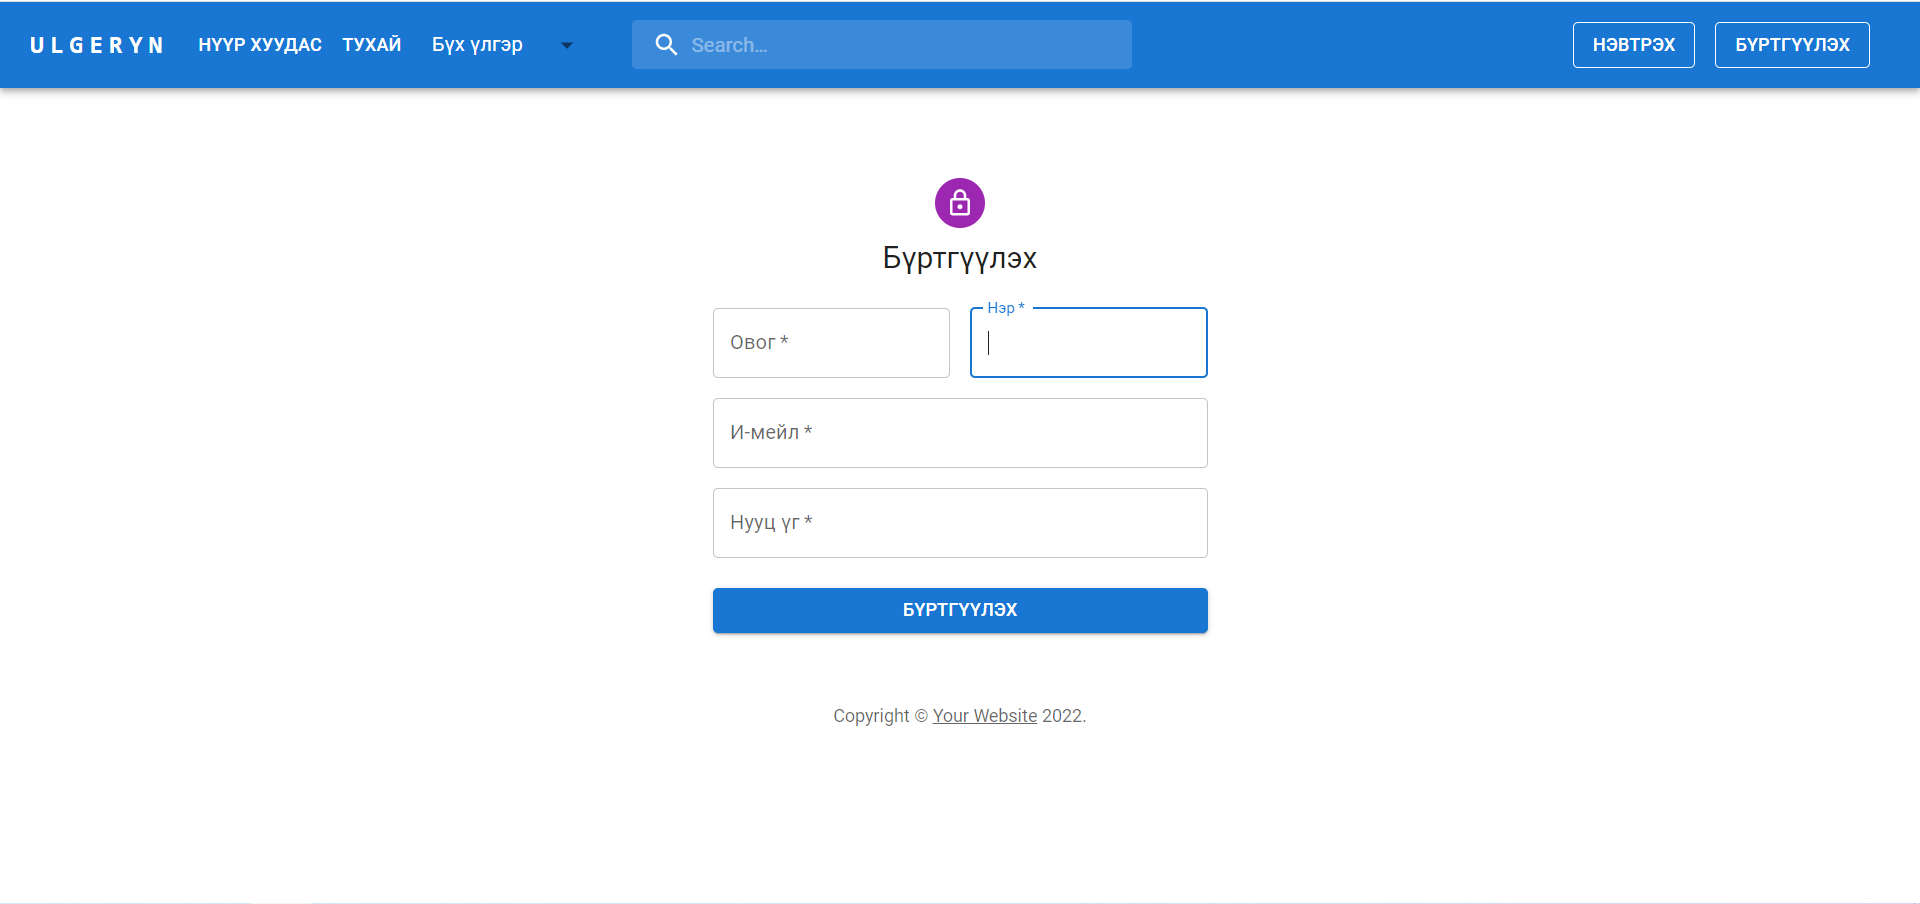 ULGERYN НҮҮР ХУУДАС ТУХАЙ Бүх үлгэр Search... НЭВТРЭХ БҮРТГҮҮЛЭХ
Бүртгүүлэх
Овог * Нэр *
И-мейл *
Нууц үг *
БҮРТГҮҮЛЭХ
Copyright © Your Website 2022.